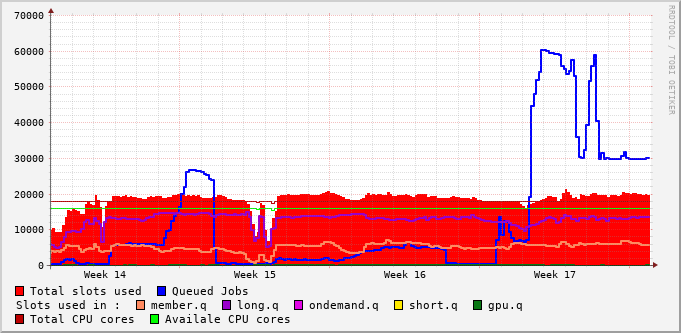 70000
60000
50000
40000
30000
20000
10000
0
Week 14 Week 15 Week 16 Week 17
RRDTOOL / TOBI OETIKER
Total slots used Queued Jobs
Slots used in : member.q long.q ondemand.q short.q gpu.q
Total CPU cores Availale CPU cores